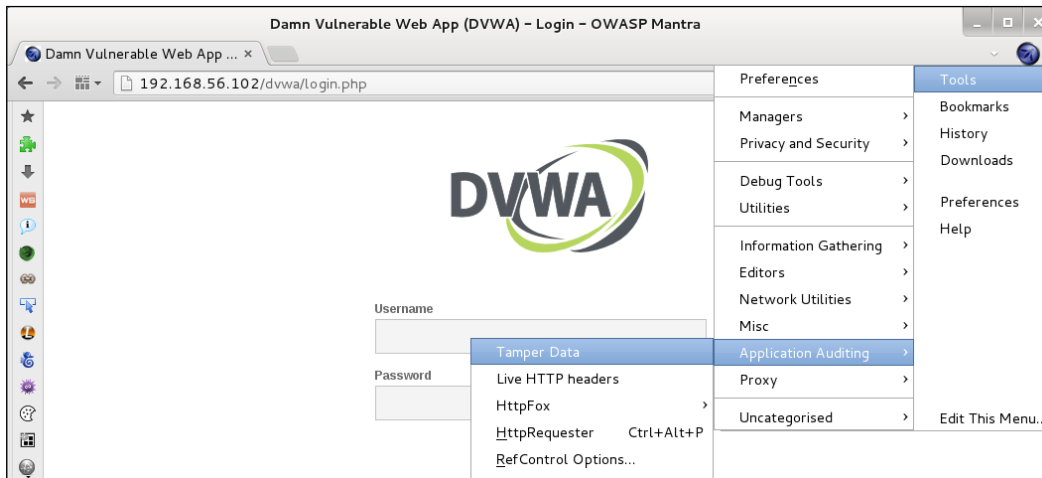 Damn Vulnerable Web App (DVWA) – Login – OWASP Mantra
Damn Vulnerable Web App ... ×
192.168.56.102/dvwa/login.php
WS
DVWA
Username
Password
Tools
Bookmarks
History
Downloads
Preferences
Help
Edit This Menu..
Preferences
Managers
Privacy and Security
Debug Tools
Utilities
Information Gathering
Editors
Network Utilities
Misc
Application Auditing
Proxy
Uncategorised
Tamper Data
Live HTTP headers
HttpFox
HttpRequester Ctrl+Alt+P
RefControl Options...